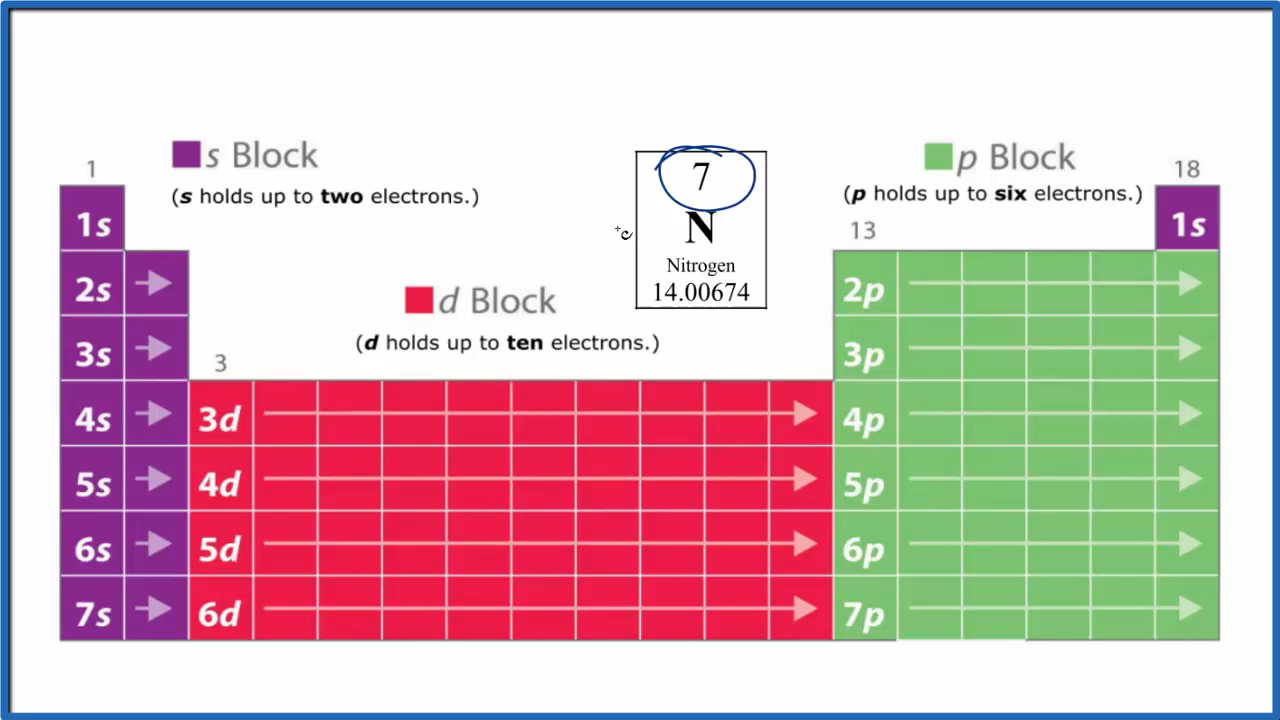 s Block
(s holds up to two electrons.)
d Block
(d holds up to ten electrons.)
7
N
Nitrogen
14.00674
p Block
(p holds up to six electrons.)
1
18
1s
1s
13
2s
2p
3s
3p
3
4s
3d
4p
5s
4d
5p
6s
5d
6p
7s
6d
7p